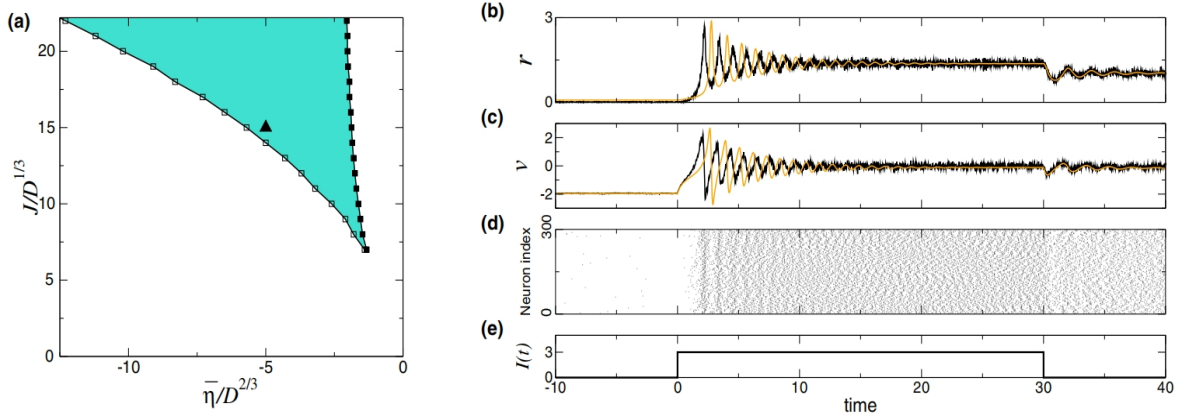 (a)
20
15
10
5
0
J/D^{1/3}
-10
-5
0
η̅/D^{2/3}
(b)
3
r
0
(c)
2
0
-2
v
(d)
300
Neuron index
0
(e)
3
0
I(t)
-10
0
10
20
30
40
time